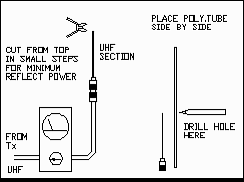 PLACE POLY.TUBE
SIDE BY SIDE
CUT FROM TOP
IN SMALL STEPS
FOR MINIMUM
REFLECT POWER
UHF
SECTION
DRILL HOLE
HERE
FROM
Tx
UHF